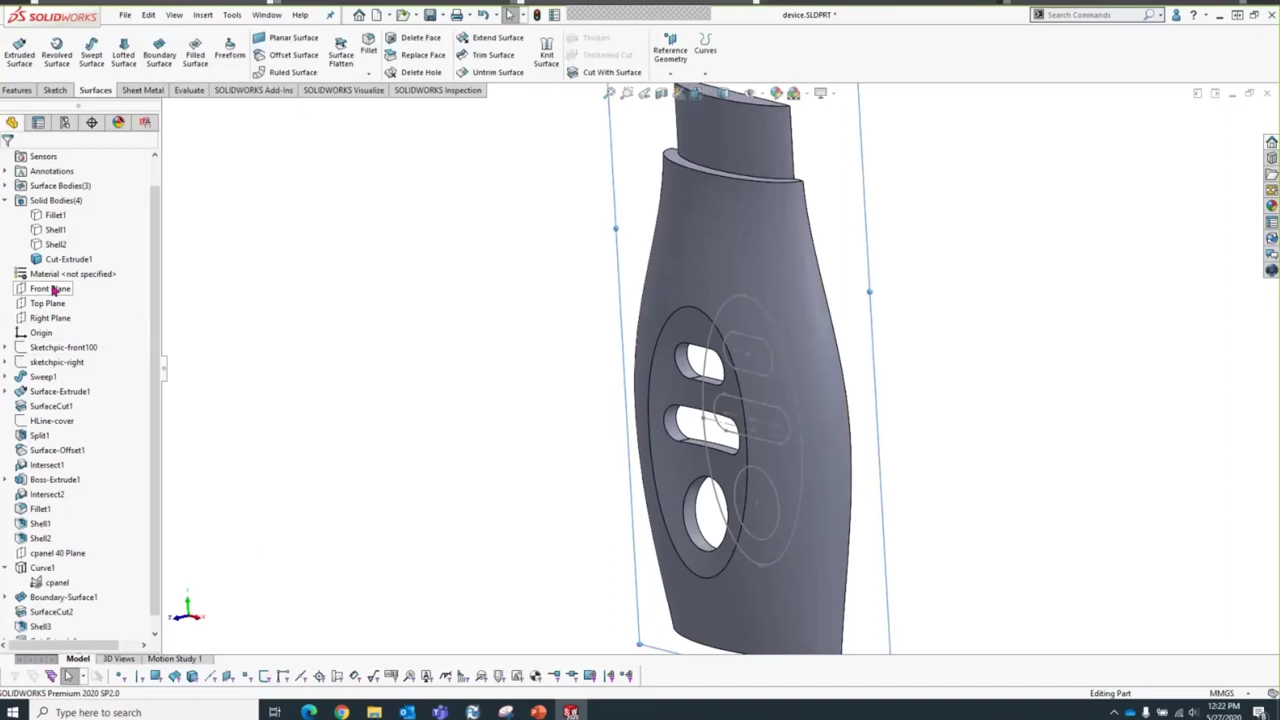 SOLIDWORKS File Edit View Insert Tools Window Help device.SLDPRT * Search Commands
Extruded Surface
Revolved Surface
Swept Surface
Lofted Surface
Boundary Surface
Filled Surface
Freeform
Planar Surface
Offset Surface
Ruled Surface
Surface Flatten
Fillet
Delete Face
Replace Face
Delete Hole
Extend Surface
Trim Surface
Untrim Surface
Knit Surface
Thicken
Thickened Cut
Cut With Surface
Reference Geometry
Curves
Features Sketch Surfaces Sheet Metal Evaluate SOLIDWORKS Add-Ins SOLIDWORKS Visualize SOLIDWORKS Inspection
Sensors
Annotations
Surface Bodies(3)
Solid Bodies(4)
Fillet1
Shell1
Shell2
Cut-Extrude1
Material <not specified>
Front Plane
Top Plane
Right Plane
Origin
Sketchpic-front100
sketchpic-right
Sweep1
Surface-Extrude1
SurfaceCut1
HLine-cover
Split1
Surface-Offset1
Intersect1
Boss-Extrude1
Intersect2
Fillet1
Shell1
Shell2
cpanel 40 Plane
Curve1
cpanel
Boundary-Surface1
SurfaceCut2
Shell3
Model 3D Views Motion Study 1
SOLIDWORKS Premium 2020 SP2.0 Editing Part MMGS
Type here to search
12:22 PM
5/27/2020